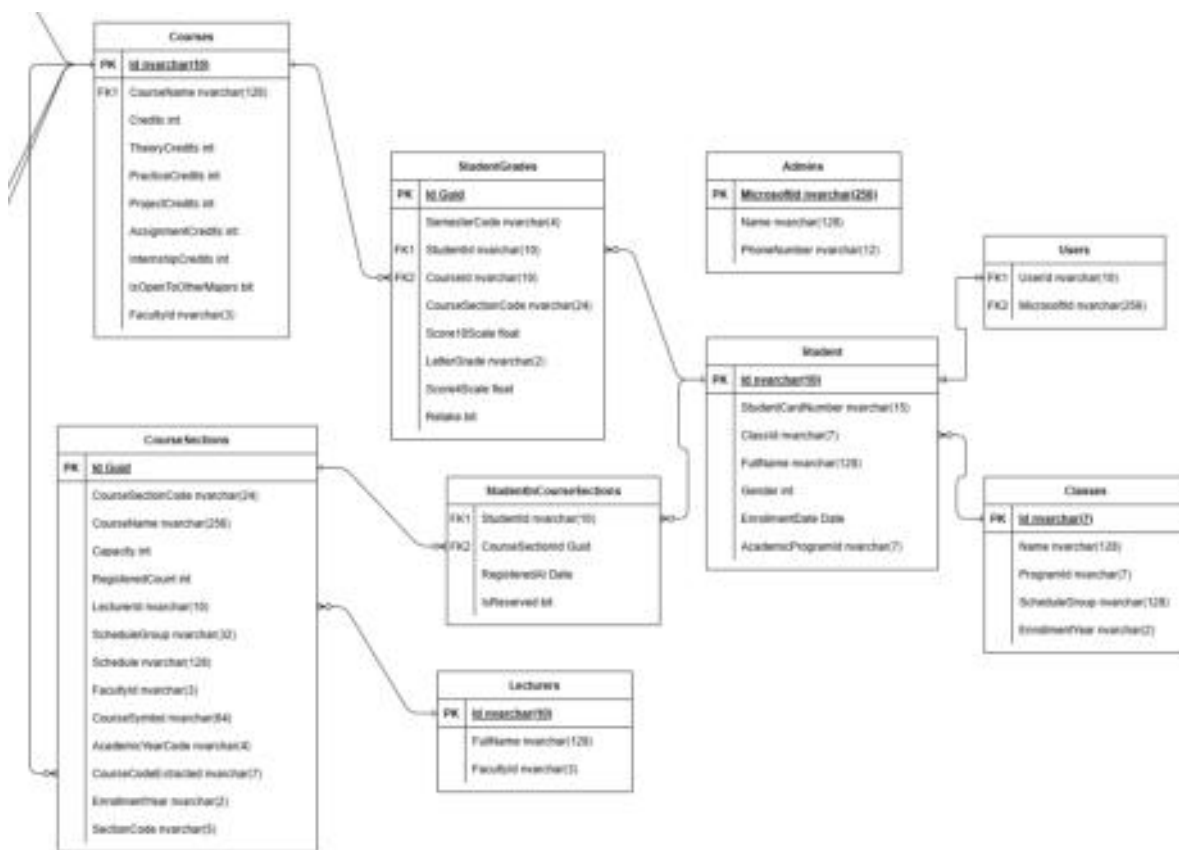 Courses
PK Id nvarchar(10)
FK1 CourseName nvarchar(128)
Credits int
TheoryCredits int
PracticeCredits int
ProjectCredits int
AssignmentCredits int
InternshipCredits int
IsOpenToOtherMajors bit
FacultyId nvarchar(3)
StudentGrades
PK Id Guid
SemesterCode nvarchar(4)
FK1 StudentId nvarchar(10)
FK2 CourseId nvarchar(10)
CourseSectionCode nvarchar(24)
Score10Scale float
LetterGrade nvarchar(2)
Score4Scale float
Retake bit
Admins
PK MicrosoftId nvarchar(256)
Name nvarchar(128)
PhoneNumber nvarchar(12)
Users
FK1 UserId nvarchar(10)
FK2 MicrosoftId nvarchar(256)
Student
PK Id nvarchar(10)
StudentCardNumber nvarchar(15)
ClassId nvarchar(7)
FullName nvarchar(128)
Gender int
EnrollmentDate Date
AcademicProgramId nvarchar(7)
CourseSections
PK Id Guid
CourseSectionCode nvarchar(24)
CourseName nvarchar(256)
Capacity int
RegisteredCount int
LecturerId nvarchar(10)
ScheduleGroup nvarchar(32)
Schedule nvarchar(128)
FacultyId nvarchar(3)
CourseSymbol nvarchar(64)
AcademicYearCode nvarchar(4)
CourseCodeExtracted nvarchar(7)
EnrollmentYear nvarchar(2)
SectionCode nvarchar(5)
StudentInCourseSections
FK1 StudentId nvarchar(10)
FK2 CourseSectionId Guid
RegisteredAt Date
IsReserved bit
Classes
PK Id nvarchar(7)
Name nvarchar(128)
ProgramId nvarchar(7)
ScheduleGroup nvarchar(128)
EnrollmentYear nvarchar(2)
Lecturers
PK Id nvarchar(10)
FullName nvarchar(128)
FacultyId nvarchar(3)